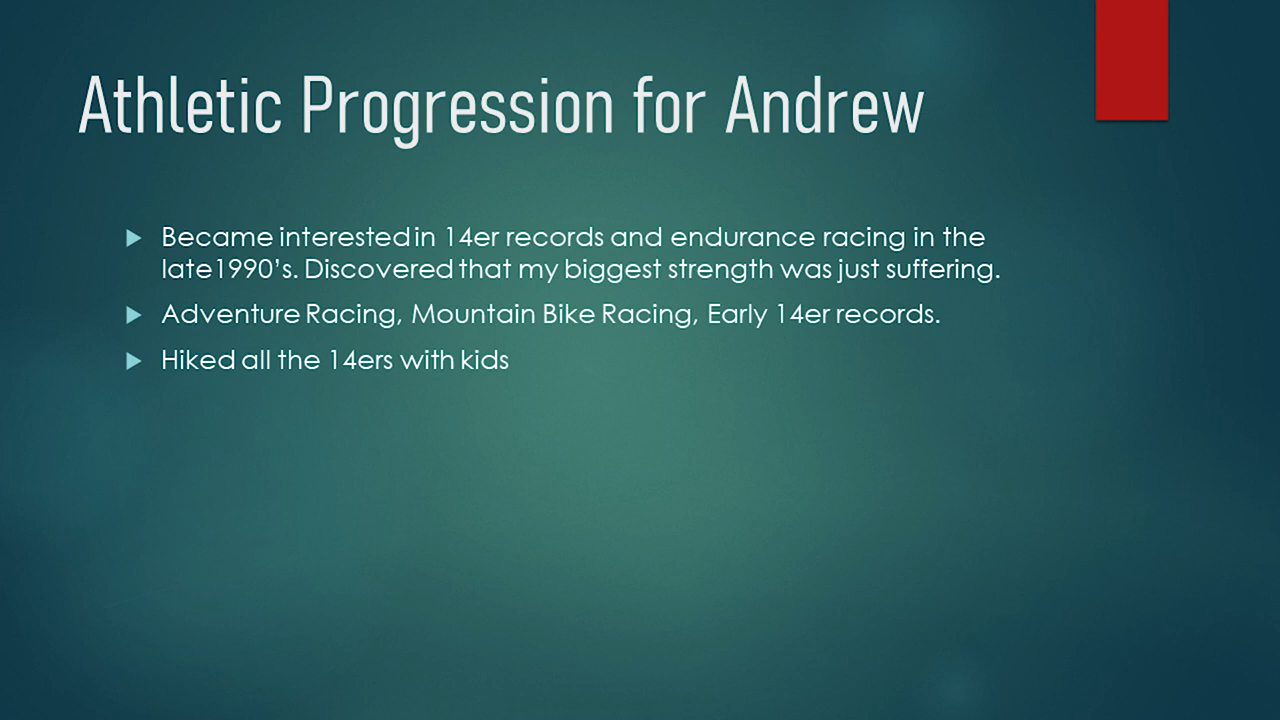 Athletic Progression for Andrew
Became interested in 14er records and endurance racing in the
late1990's. Discovered that my biggest strength was just suffering.
Adventure Racing, Mountain Bike Racing, Early 14er records.
Hiked all the 14ers with kids